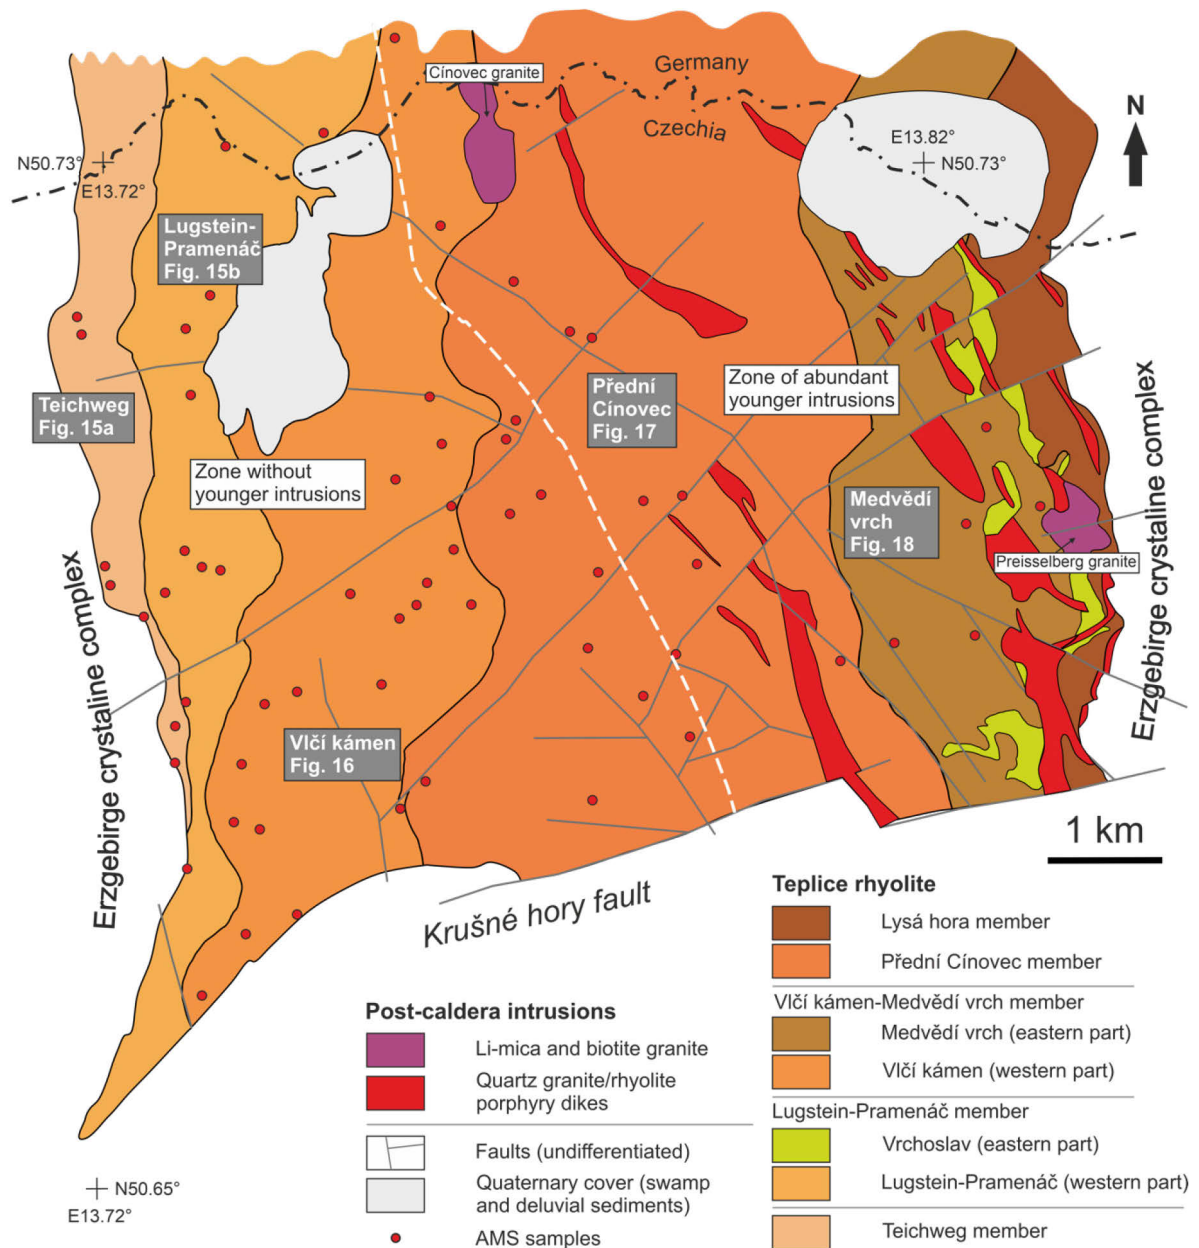 Cínovec granite
Germany
Czechia
N
E13.82°
N50.73°
N50.73°
E13.72°
Lugstein-
Pramenáč
Fig. 15b
Teichweg
Fig. 15a
Přední
Cínovec
Fig. 17
Zone of abundant
younger intrusions
Zone without
younger intrusions
Medvědí
vrch
Fig. 18
Preisselberg granite
Erzgebirge crystaline complex
Erzgebirge crystaline complex
Vlčí kámen
Fig. 16
1 km
Krušné hory fault
N50.65°
E13.72°
Post-caldera intrusions
Li-mica and biotite granite
Quartz granite/rhyolite
porphyry dikes
Faults (undifferentiated)
Quaternary cover (swamp
and deluvial sediments)
AMS samples
Teplice rhyolite
Lysá hora member
Přední Cínovec member
Vlčí kámen-Medvědí vrch member
Medvědí vrch (eastern part)
Vlčí kámen (western part)
Lugstein-Pramenáč member
Vrchoslav (eastern part)
Lugstein-Pramenáč (western part)
Teichweg member